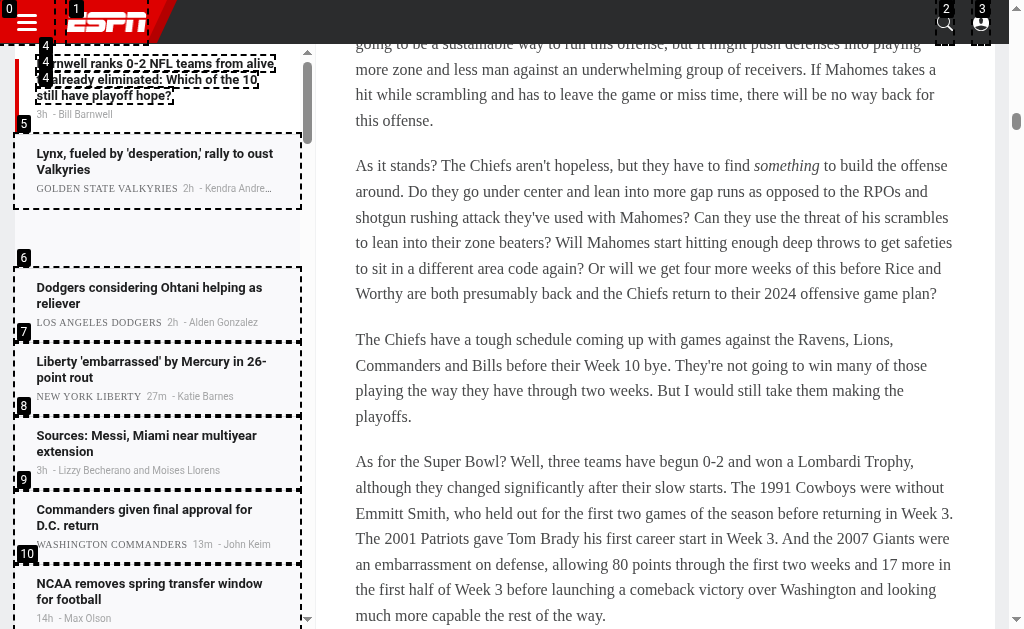 0
1
ESPN
2
3
4
4
4
rnwell ranks 0-2 NFL teams from alive
already eliminated: Which of the 10
still have playoff hope?
3h - Bill Barnwell
5
Lynx, fueled by 'desperation,' rally to oust
Valkyries
GOLDEN STATE VALKYRIES 2h - Kendra Andre...
6
Dodgers considering Ohtani helping as
reliever
LOS ANGELES DODGERS 2h - Alden Gonzalez
7
Liberty 'embarrassed' by Mercury in 26-
point rout
NEW YORK LIBERTY 27m - Katie Barnes
8
Sources: Messi, Miami near multiyear
extension
3h - Lizzy Becherano and Moises Llorens
9
Commanders given final approval for
D.C. return
WASHINGTON COMMANDERS 13m - John Keim
10
NCAA removes spring transfer window
for football
14h - Max Olson
going to be a sustainable way to run this offense, but it might push defenses into playing
more zone and less man against an underwhelming group of receivers. If Mahomes takes a
hit while scrambling and has to leave the game or miss time, there will be no way back for
this offense.
As it stands? The Chiefs aren't hopeless, but they have to find something to build the offense
around. Do they go under center and lean into more gap runs as opposed to the RPOs and
shotgun rushing attack they've used with Mahomes? Can they use the threat of his scrambles
to lean into their zone beaters? Will Mahomes start hitting enough deep throws to get safeties
to sit in a different area code again? Or will we get four more weeks of this before Rice and
Worthy are both presumably back and the Chiefs return to their 2024 offensive game plan?
The Chiefs have a tough schedule coming up with games against the Ravens, Lions,
Commanders and Bills before their Week 10 bye. They're not going to win many of those
playing the way they have through two weeks. But I would still take them making the
playoffs.
As for the Super Bowl? Well, three teams have begun 0-2 and won a Lombardi Trophy,
although they changed significantly after their slow starts. The 1991 Cowboys were without
Emmitt Smith, who held out for the first two games of the season before returning in Week 3.
The 2001 Patriots gave Tom Brady his first career start in Week 3. And the 2007 Giants were
an embarrassment on defense, allowing 80 points through the first two weeks and 17 more in
the first half of Week 3 before launching a comeback victory over Washington and looking
much more capable the rest of the way.